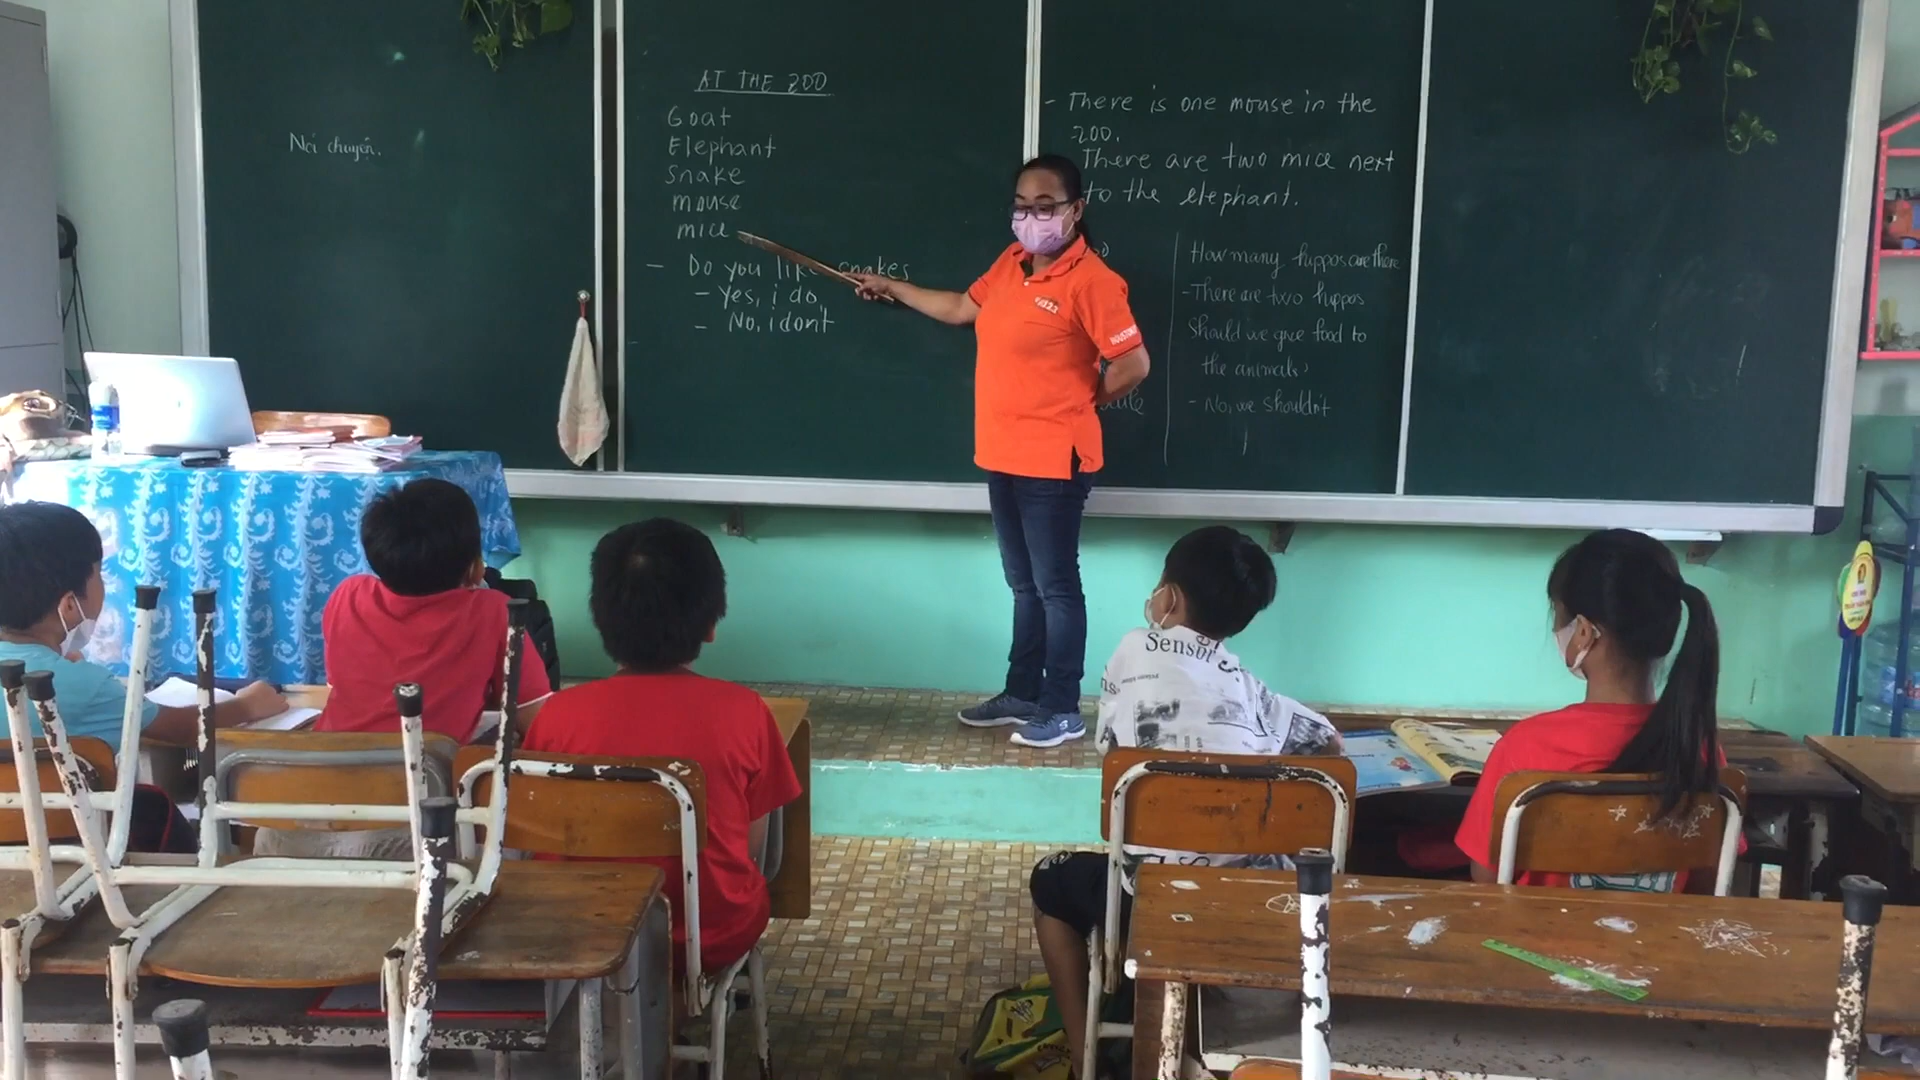 Nói chuyện.
AT THE ZOO
Goat
Elephant
Snake
mouse
mice
- Do you like snakes
- Yes, i do,
- No, i don't
- There is one mouse in the
zoo.
There are two mice next
to the elephant.
How many hippos are there
- There are two hippos
Should we give food to
the animals?
- No, we shouldn't
Sensor